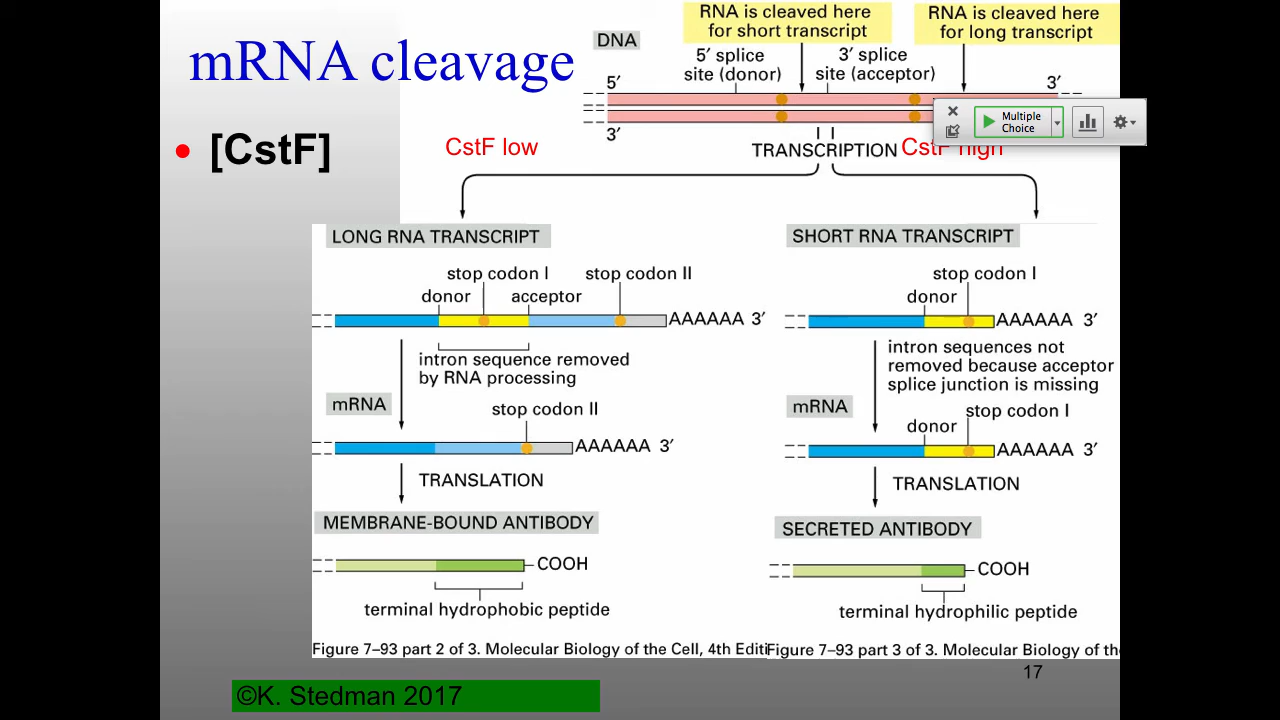 mRNA cleavage
• [CstF]
RNA is cleaved here
for short transcript
RNA is cleaved here
for long transcript
DNA
5′ splice
site (donor)
3′ splice
site (acceptor)
5′
3′
3′
Multiple
Choice
CstF low
TRANSCRIPTION
CstF high
LONG RNA TRANSCRIPT
stop codon I
stop codon II
donor
acceptor
AAAAAA 3′
intron sequence removed
by RNA processing
mRNA
stop codon II
AAAAAA 3′
TRANSLATION
MEMBRANE-BOUND ANTIBODY
COOH
terminal hydrophobic peptide
Figure 7–93 part 2 of 3. Molecular Biology of the Cell, 4th Editi
SHORT RNA TRANSCRIPT
stop codon I
donor
AAAAAA 3′
intron sequences not
removed because acceptor
splice junction is missing
mRNA
stop codon I
donor
AAAAAA 3′
TRANSLATION
SECRETED ANTIBODY
COOH
terminal hydrophilic peptide
Figure 7–93 part 3 of 3. Molecular Biology of the
17
©K. Stedman 2017